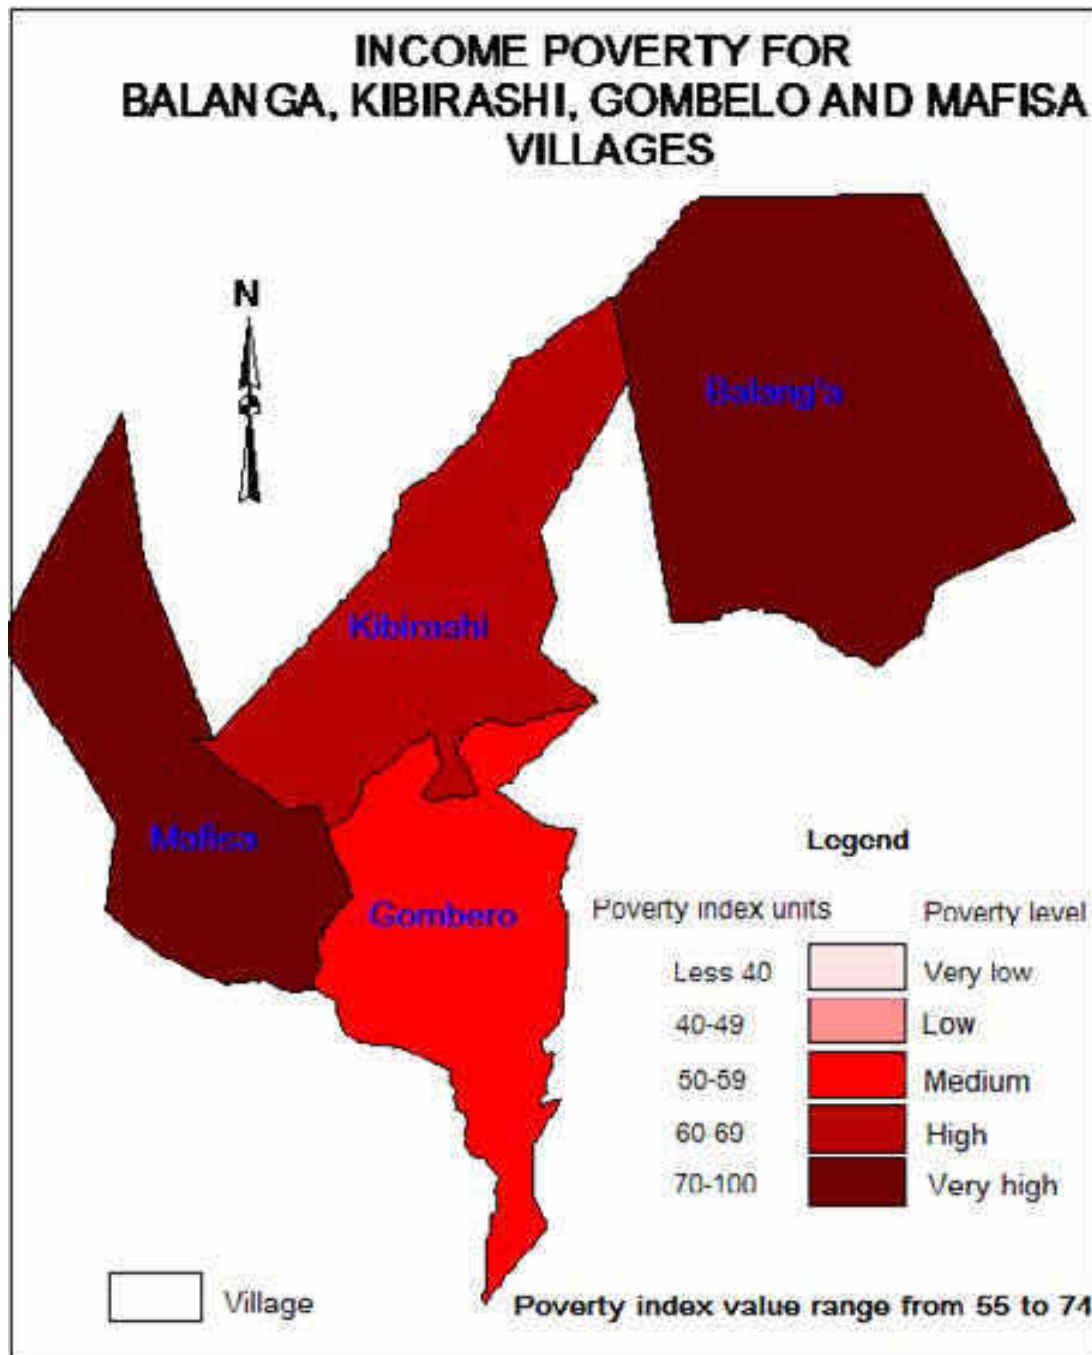 INCOME POVERTY FOR
BALANGA, KIBIRASHI, GOMBELO AND MAFISA
VILLAGES
N
Balang'a
Kibirashi
Mafisa
Gombero
Legend
Poverty index units Poverty level
Less 40 Very low
40-49 Low
50-59 Medium
60-69 High
70-100 Very high
Village
Poverty index value range from 55 to 74